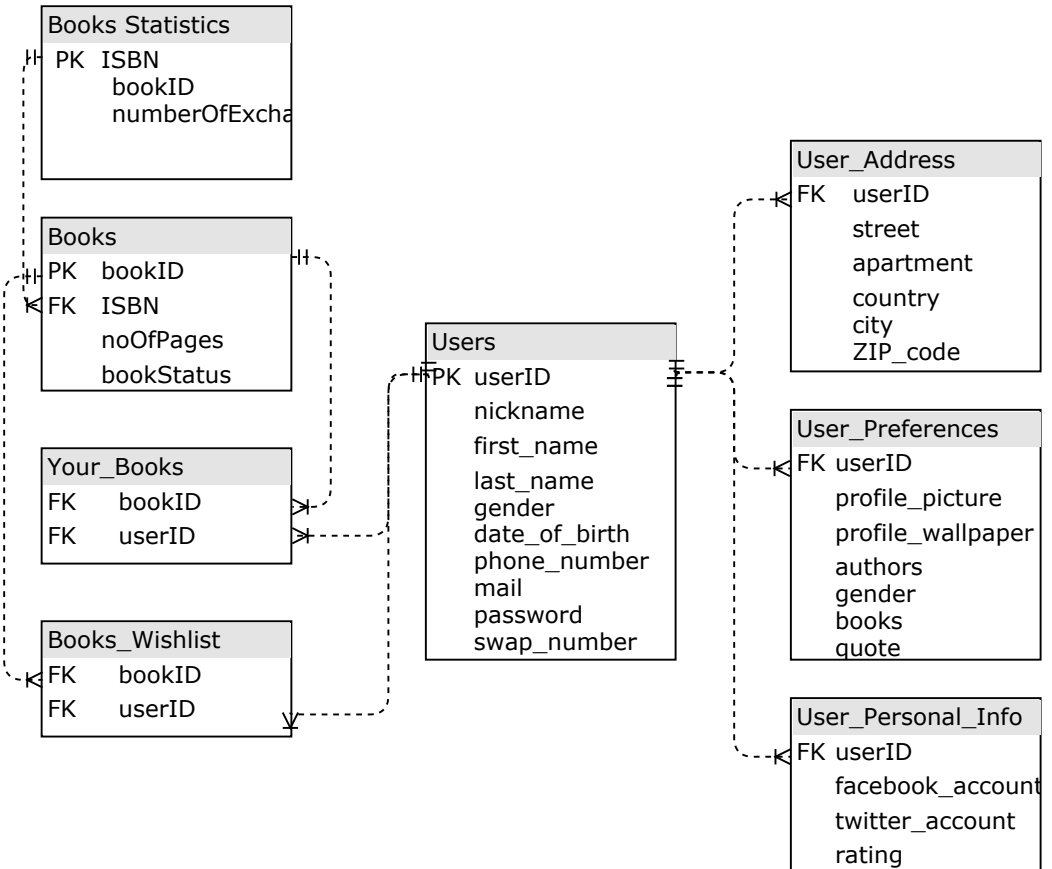 Books Statistics
PK ISBN
bookID
numberOfExcha
Books
PK bookID
FK ISBN
noOfPages
bookStatus
Your_Books
FK bookID
FK userID
Books_Wishlist
FK bookID
FK userID
Users
PK userID
nickname
first_name
last_name
gender
date_of_birth
phone_number
mail
password
swap_number
User_Address
FK userID
street
apartment
country
city
ZIP_code
User_Preferences
FK userID
profile_picture
profile_wallpaper
authors
gender
books
quote
User_Personal_Info
FK userID
facebook_account
twitter_account
rating